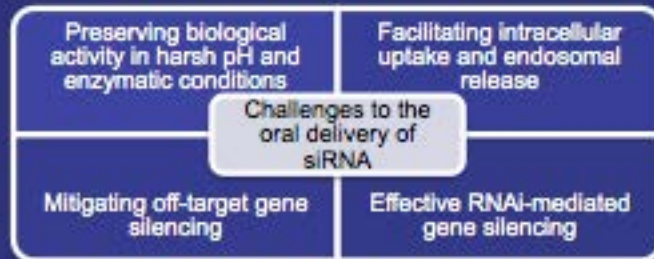 Preserving biological
activity in harsh pH and
enzymatic conditions
Facilitating intracellular
uptake and endosomal
release
Challenges to the
oral delivery of
siRNA
Mitigating off-target gene
silencing
Effective RNAi-mediated
gene silencing